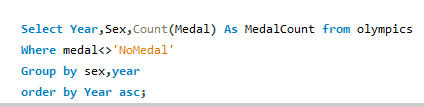 Select Year,Sex,Count(Medal) As MedalCount from olympics
Where medal<>'NoMedal'
Group by sex,year
order by Year asc;